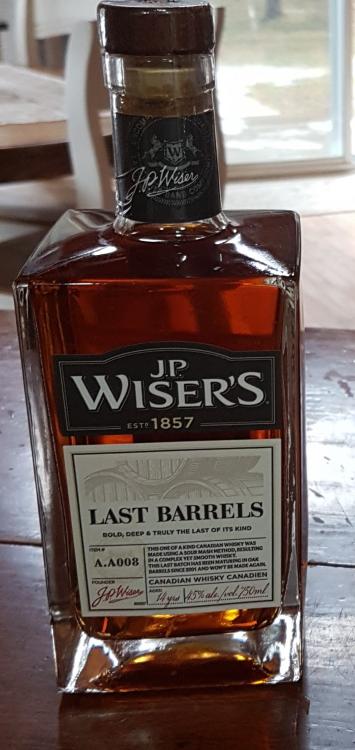 W
J.P. Wiser
J.P.
WISER'S
ESTD 1857
LAST BARRELS
BOLD, DEEP & TRULY THE LAST OF ITS KIND
ITEM #
A.A008
THIS ONE OF A KIND CANADIAN WHISKY WAS
MADE USING A SOUR MASH METHOD, RESULTING
IN A COMPLEX YET SMOOTH WHISKY.
THIS LAST BATCH HAS BEEN MATURING IN OAK
BARRELS SINCE 2001 AND WON'T BE MADE AGAIN.
FOUNDER
J.P. Wiser
CANADIAN WHISKY CANADIEN
AGED
14 yrs 45% alc./vol. 750ml